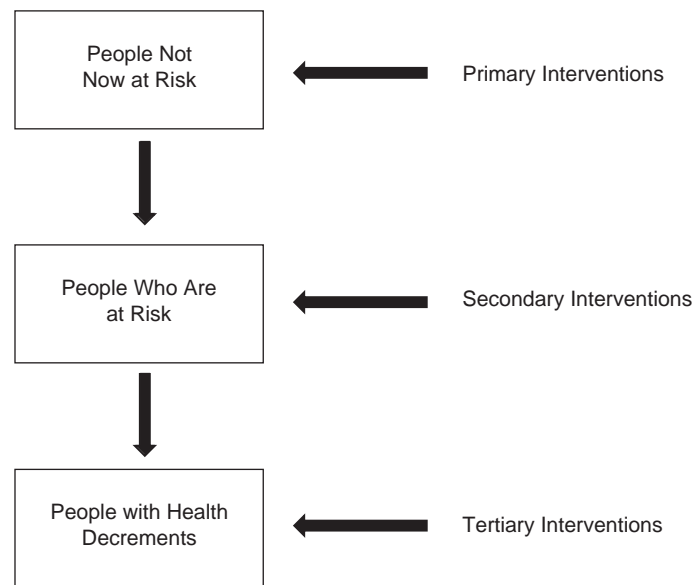 People Not
Now at Risk
Primary Interventions
People Who Are
at Risk
Secondary Interventions
People with Health
Decrements
Tertiary Interventions